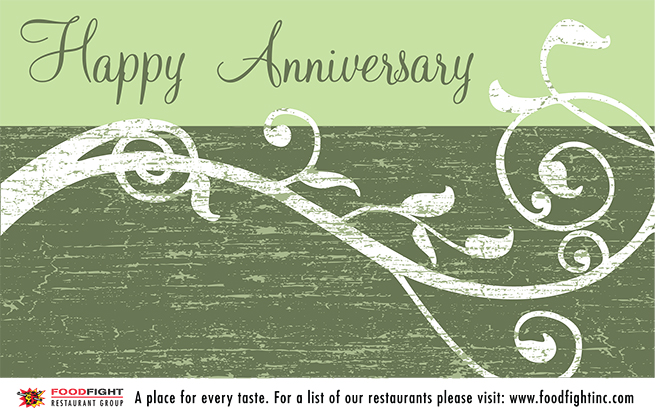 Happy Anniversary
FOODFIGHT
RESTAURANT GROUP
A place for every taste. For a list of our restaurants please visit: www.foodfightinc.com